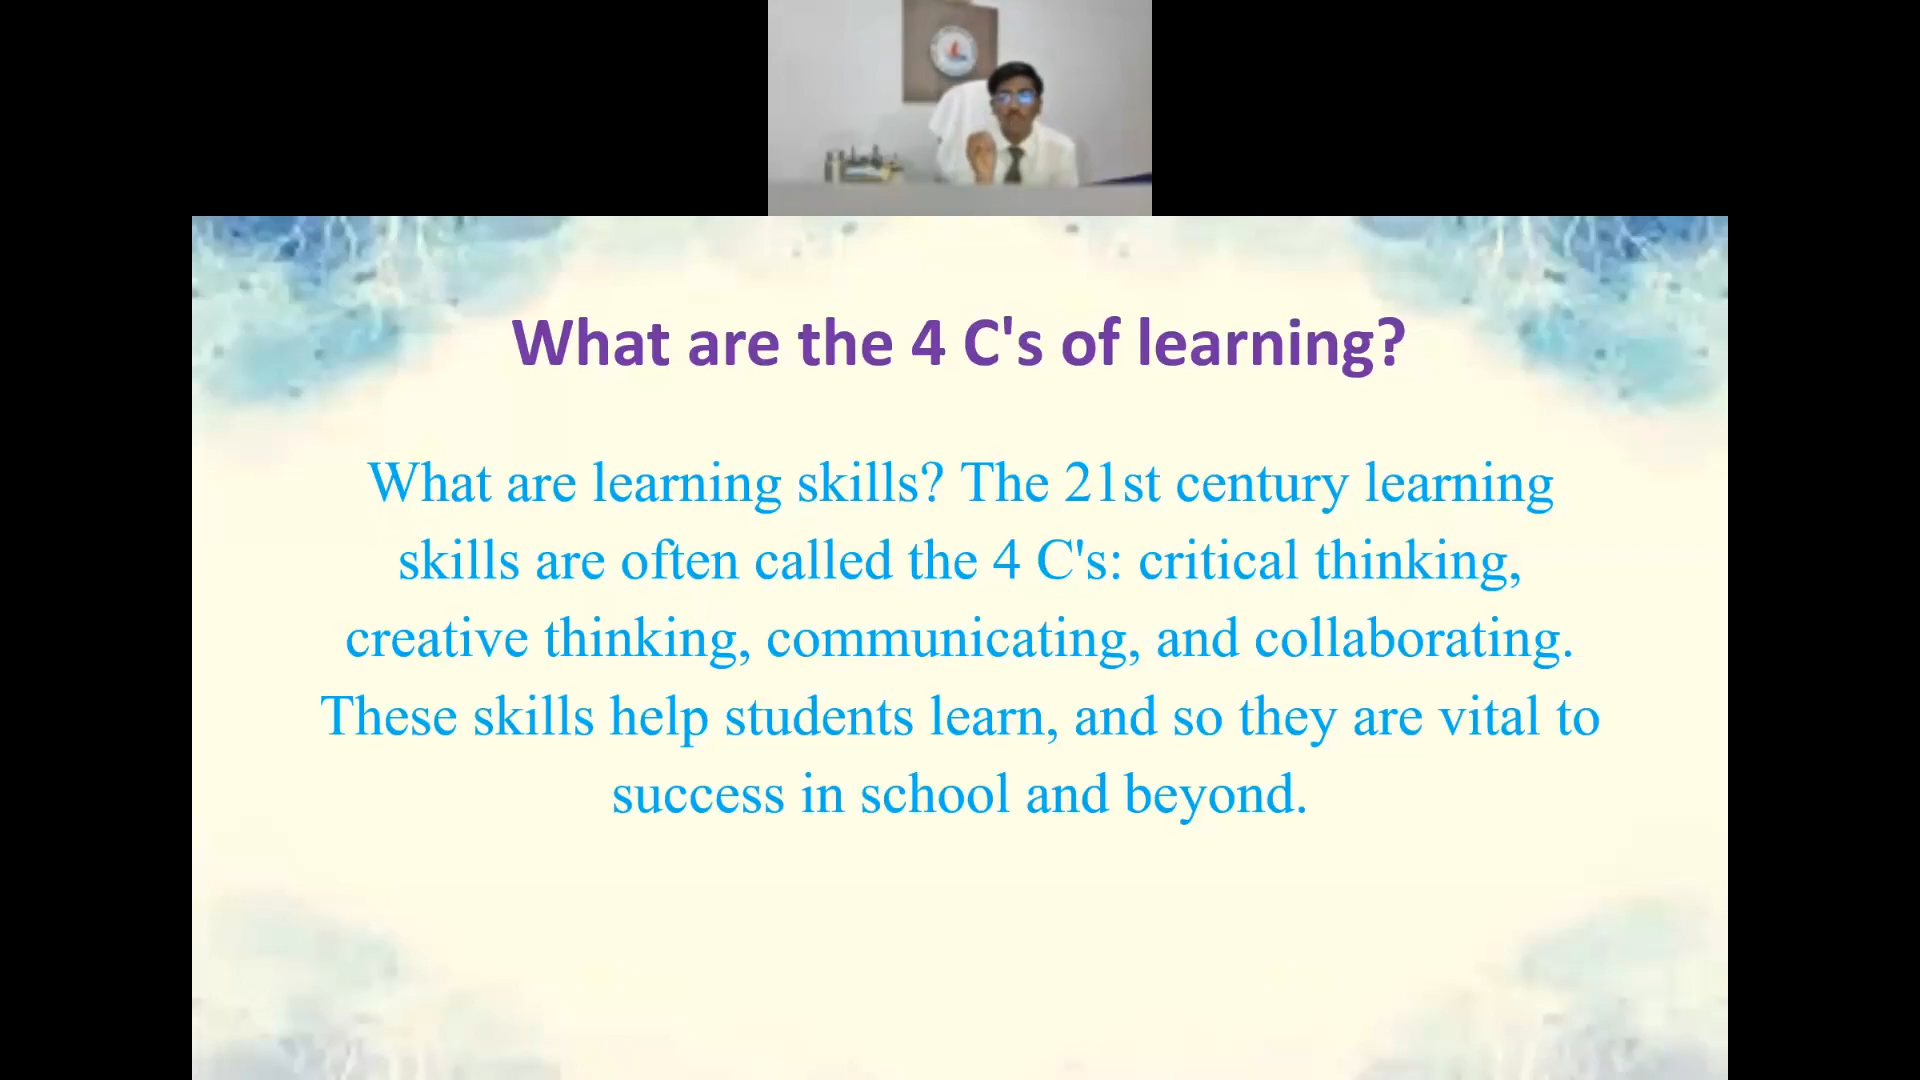 What are the 4 C's of learning?
What are learning skills? The 21st century learning
skills are often called the 4 C's: critical thinking,
creative thinking, communicating, and collaborating.
These skills help students learn, and so they are vital to
success in school and beyond.